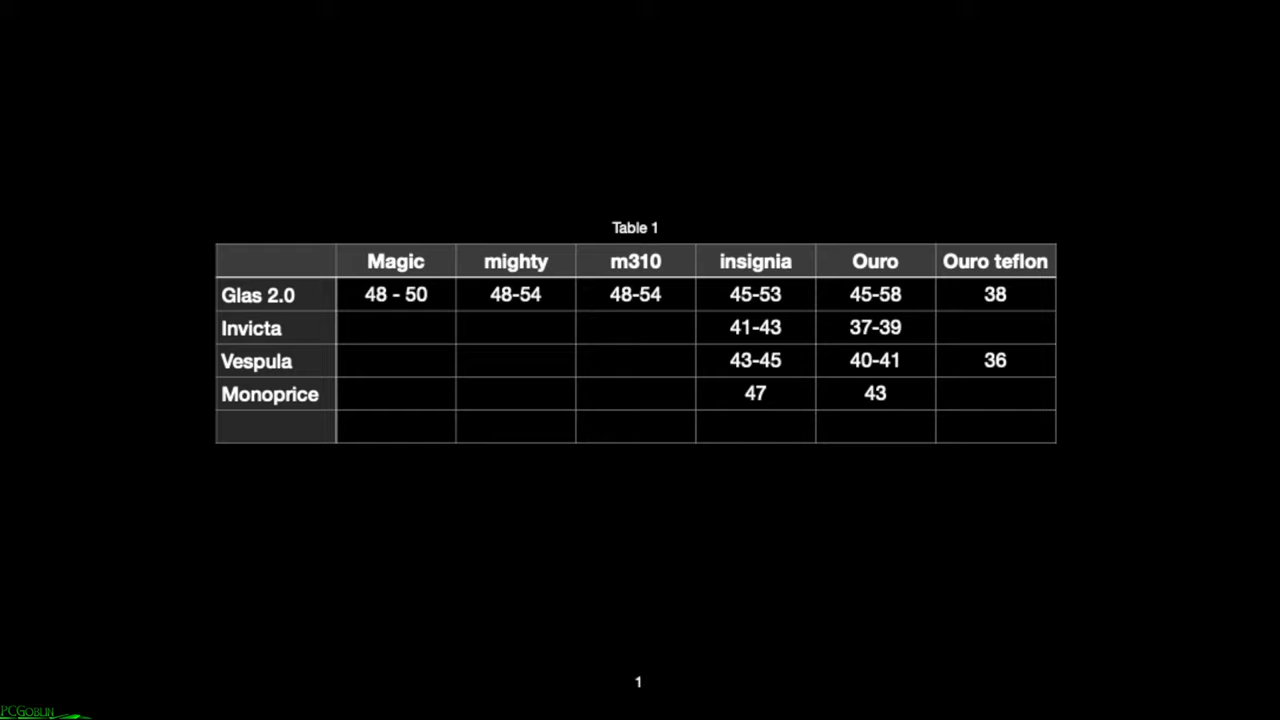 Table 1
Magic mighty m310 insignia Ouro Ouro teflon
Glas 2.0 48 - 50 48-54 48-54 45-53 45-58 38
Invicta 41-43 37-39
Vespula 43-45 40-41 36
Monoprice 47 43
1
PCGoblin